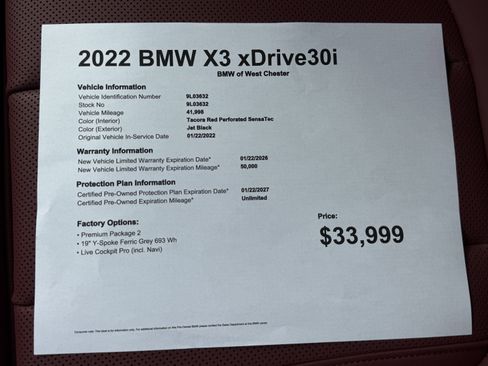 2022 BMW X3 xDrive30i
BMW of West Chester
Vehicle Information
Vehicle Identification Number 9L03632
Stock No 9L03632
Vehicle Mileage 41,998
Color (Interior) Tacora Red Perforated SensaTec
Color (Exterior) Jet Black
Original Vehicle In-Service Date 01/22/2022
Warranty Information
New Vehicle Limited Warranty Expiration Date* 01/22/2026
New Vehicle Limited Warranty Expiration Mileage* 50,000
Protection Plan Information
Certified Pre-Owned Protection Plan Expiration Date* 01/22/2027
Certified Pre-Owned Expiration Mileage* Unlimited
Factory Options:
• Premium Package 2
• 19" Y-Spoke Ferric Grey 693 Wh
• Live Cockpit Pro (incl. Navi)
Price:
$33,999